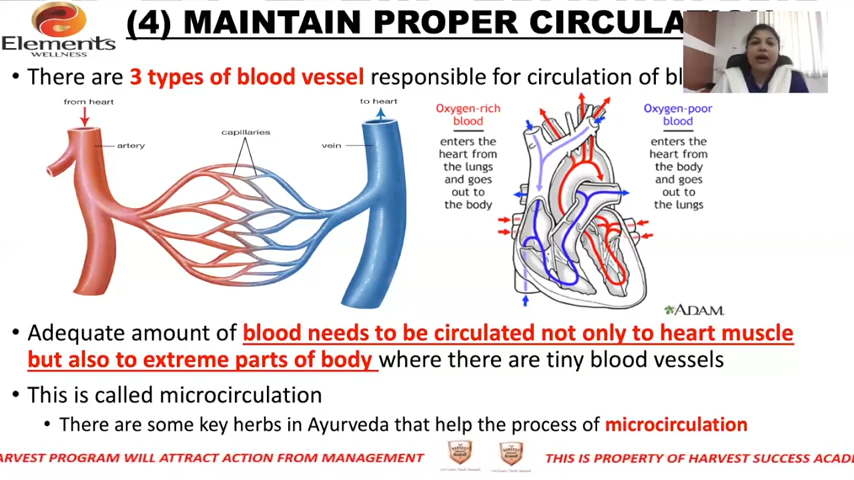 Elements
WELLNESS
(4) MAINTAIN PROPER CIRCULA
• There are 3 types of blood vessel responsible for circulation of bl
from heart
to heart
capillaries
artery
vein
Oxygen-rich
blood
enters the
heart from
the lungs
and goes
out to
the body
Oxygen-poor
blood
enters the
heart from
the body
and goes
out to
the lungs
ADAM
• Adequate amount of blood needs to be circulated not only to heart muscle
but also to extreme parts of body where there are tiny blood vessels
• This is called microcirculation
• There are some key herbs in Ayurveda that help the process of microcirculation
ARVEST PROGRAM WILL ATTRACT ACTION FROM MANAGEMENT
THIS IS PROPERTY OF HARVEST SUCCESS ACADE